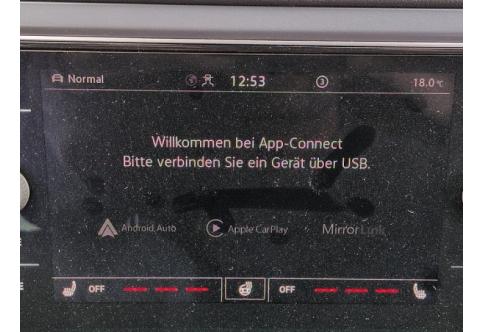 Normal 12:53 3 -18.0 °C
Willkommen bei App-Connect
Bitte verbinden Sie ein Gerät über USB.
Android Auto Apple CarPlay MirrorLink
OFF OFF